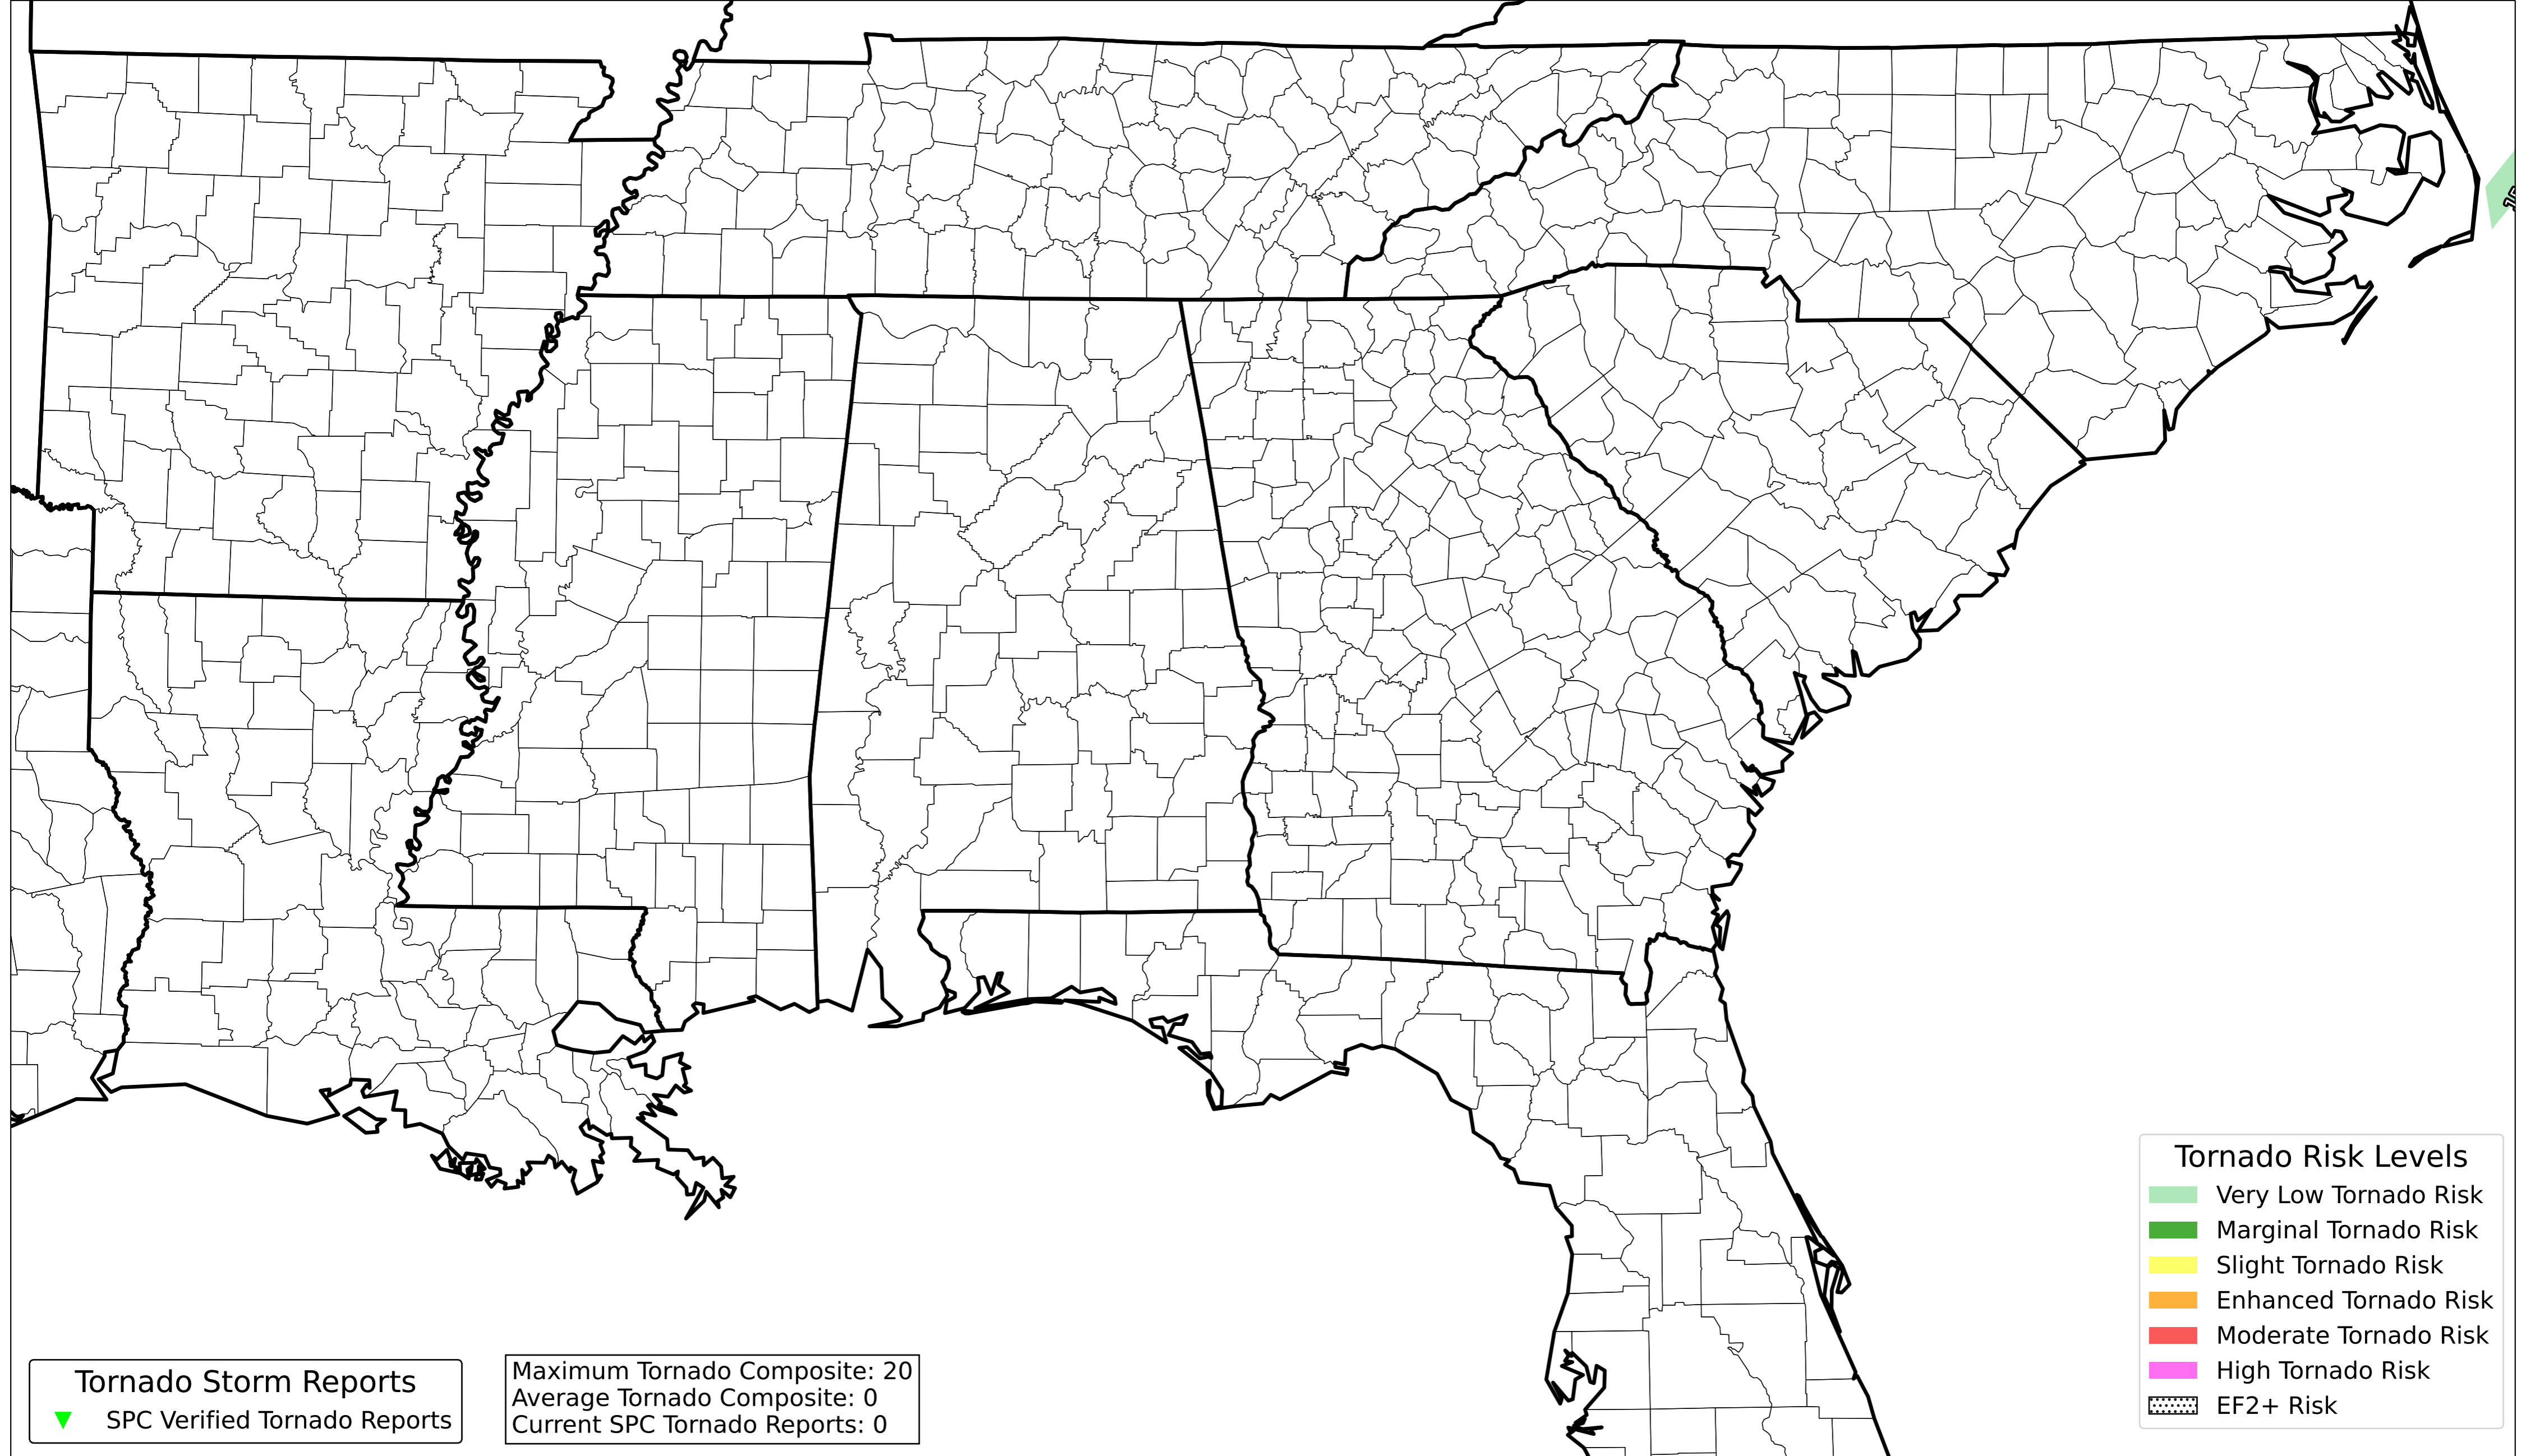 Tornado Risk Levels
Very Low Tornado Risk
Marginal Tornado Risk
Slight Tornado Risk
Enhanced Tornado Risk
Moderate Tornado Risk
High Tornado Risk
EF2+ Risk
Tornado Storm Reports
SPC Verified Tornado Reports
Maximum Tornado Composite: 20
Average Tornado Composite: 0
Current SPC Tornado Reports: 0